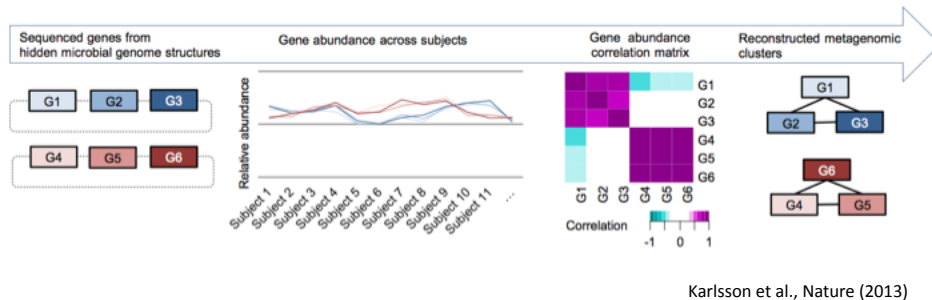 Sequenced genes from
hidden microbial genome structures
Gene abundance across subjects
Gene abundance
correlation matrix
Reconstructed metagenomic
clusters
G1 G2 G3
G4 G5 G6
Relative abundance
Subject 1
Subject 2
Subject 3
Subject 4
Subject 5
Subject 6
Subject 7
Subject 8
Subject 9
Subject 10
Subject 11
...
G1
G2
G3
G4
G5
G6
G1 G2 G3 G4 G5 G6
Correlation
-1 0 1
G1
G2 G3
G6
G4 G5
Karlsson et al., Nature (2013)